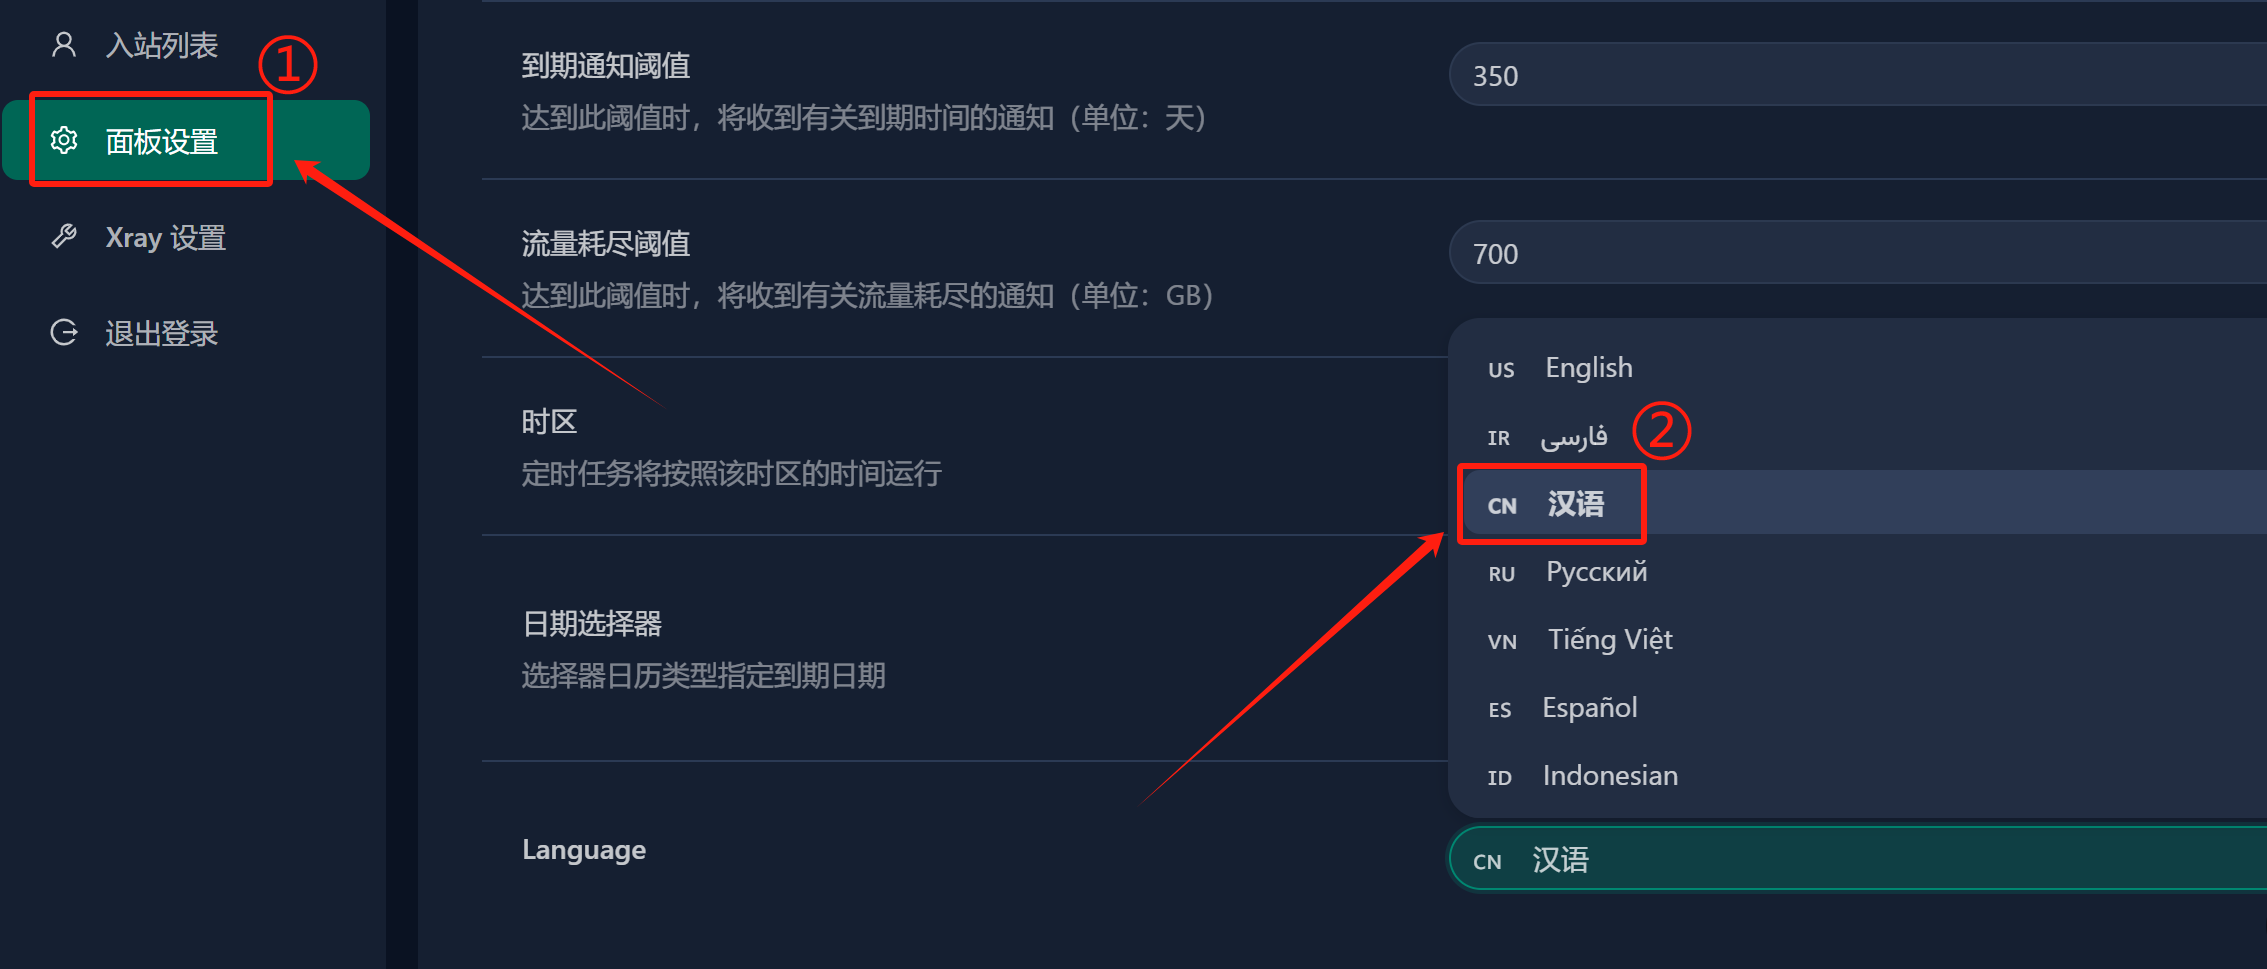 入站列表
①
面板设置
Xray 设置
退出登录
到期通知阈值
达到此阈值时，将收到有关到期时间的通知（单位：天）
350
流量耗尽阈值
达到此阈值时，将收到有关流量耗尽的通知（单位：GB）
700
时区
定时任务将按照该时区的时间运行
日期选择器
选择器日历类型指定到期日期
US English
IR فارسی
②
CN 汉语
RU Русский
VN Tiếng Việt
ES Español
ID Indonesian
Language
CN 汉语